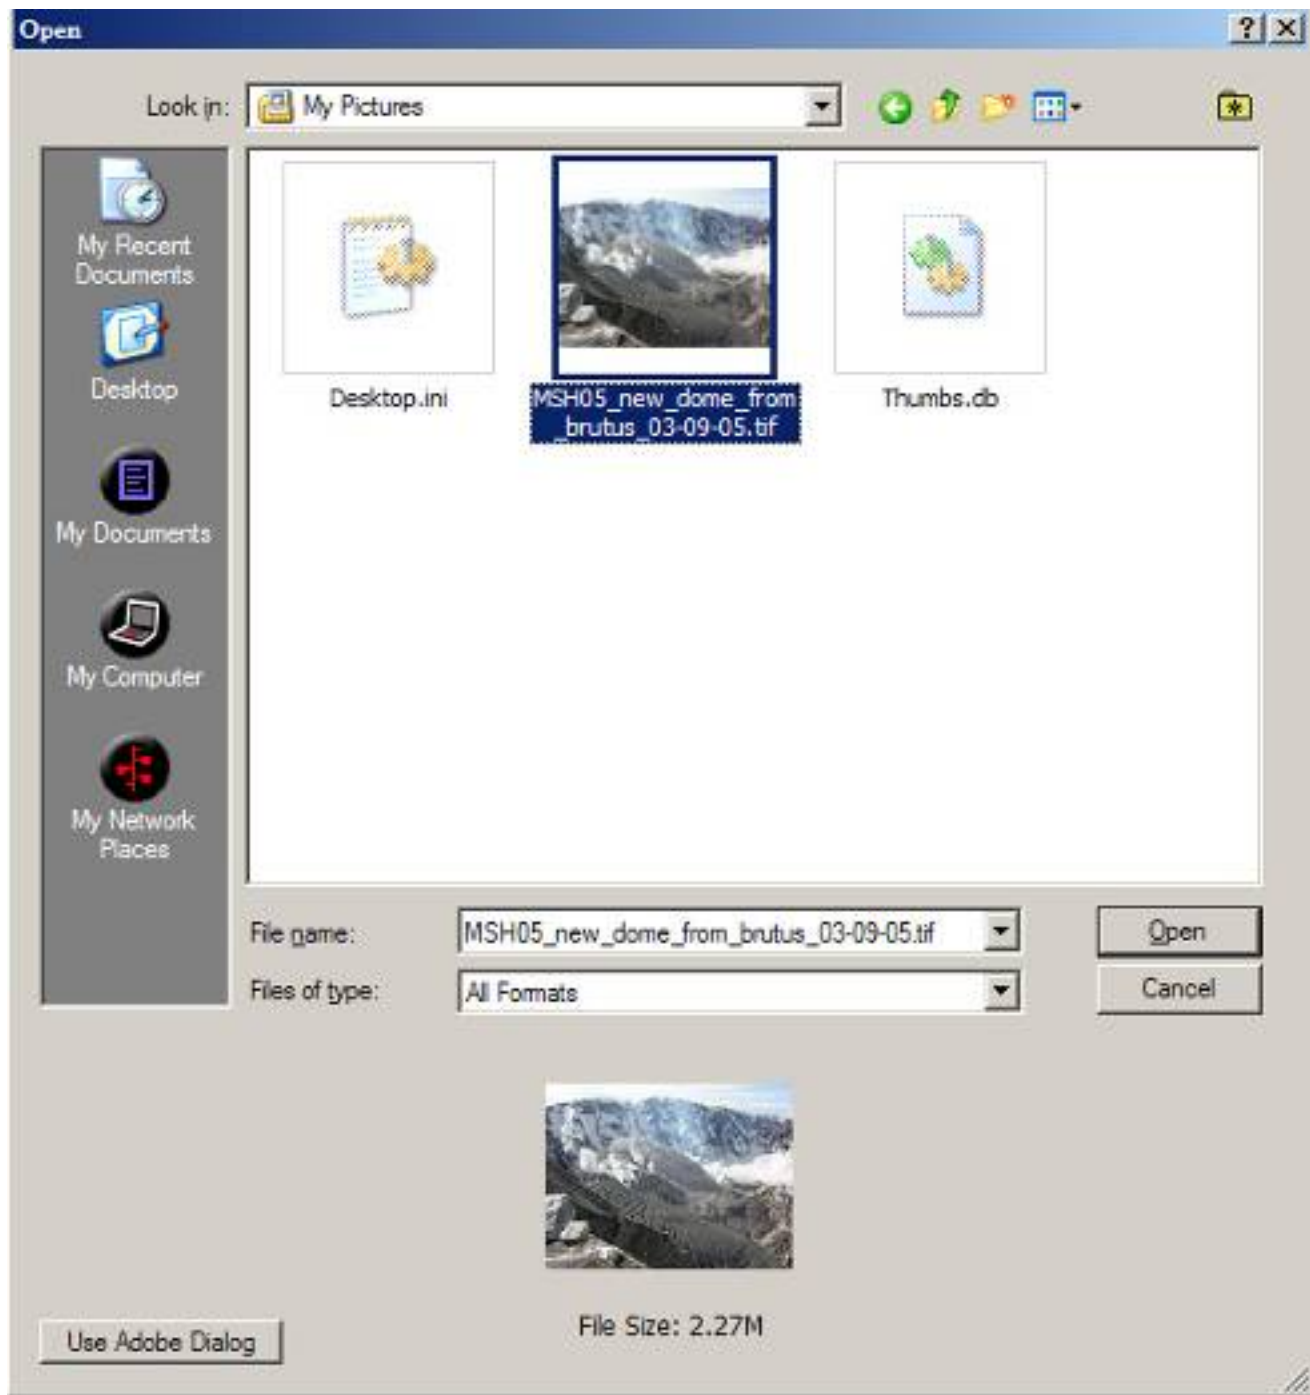 Open
Look in:
My Pictures
My Recent
Documents
Desktop
My Documents
My Computer
My Network
Places
Desktop.ini
MSH05_new_dome_from
_brutus_03-09-05.tif
Thumbs.db
File name:
MSH05_new_dome_from_brutus_03-09-05.tif
Open
Files of type:
All Formats
Cancel
File Size: 2.27M
Use Adobe Dialog